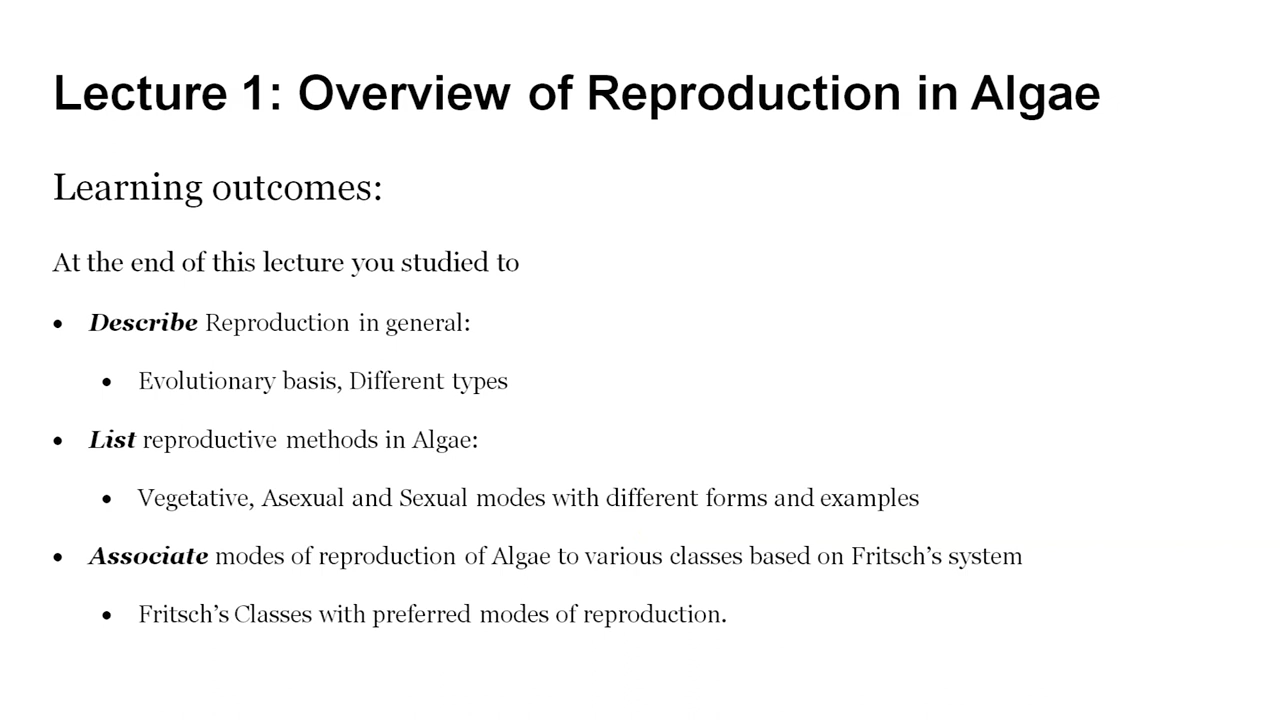 Lecture 1: Overview of Reproduction in Algae
Learning outcomes:
At the end of this lecture you studied to
• Describe Reproduction in general:
• Evolutionary basis, Different types
• List reproductive methods in Algae:
• Vegetative, Asexual and Sexual modes with different forms and examples
• Associate modes of reproduction of Algae to various classes based on Fritsch’s system
• Fritsch’s Classes with preferred modes of reproduction.